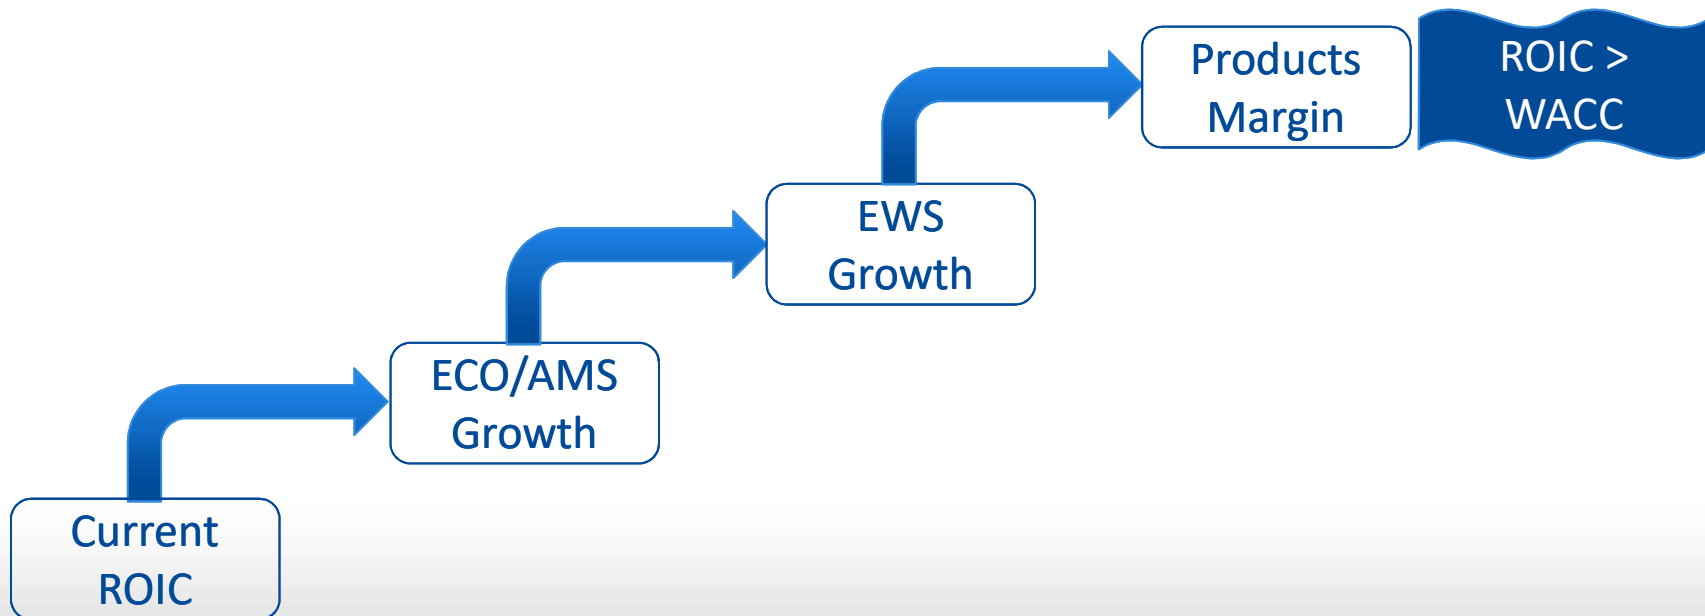 Products
Margin
ROIC >
WACC
EWS
Growth
ECO/AMS
Growth
Current
ROIC